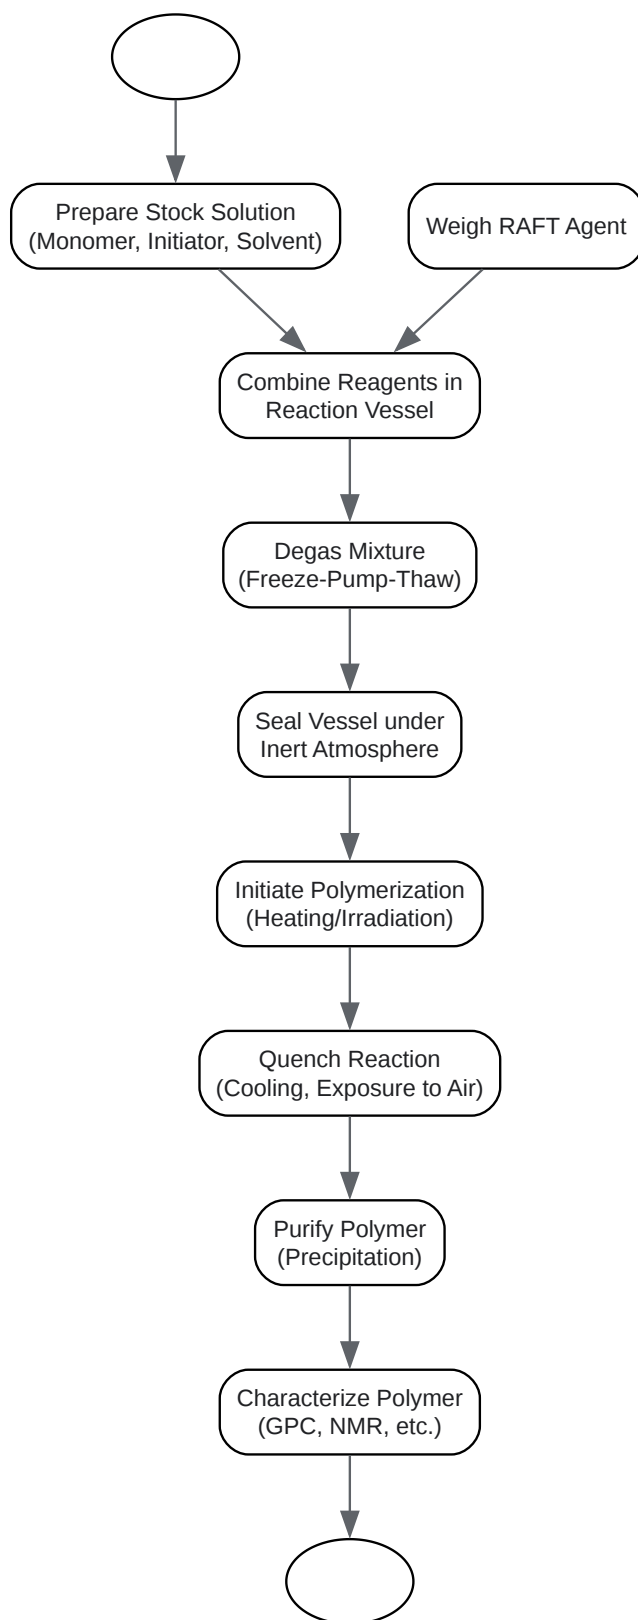 Prepare Stock Solution
(Monomer, Initiator, Solvent)
Weigh RAFT Agent
Combine Reagents in
Reaction Vessel
Degas Mixture
(Freeze-Pump-Thaw)
Seal Vessel under
Inert Atmosphere
Initiate Polymerization
(Heating/Irradiation)
Quench Reaction
(Cooling, Exposure to Air)
Purify Polymer
(Precipitation)
Characterize Polymer
(GPC, NMR, etc.)